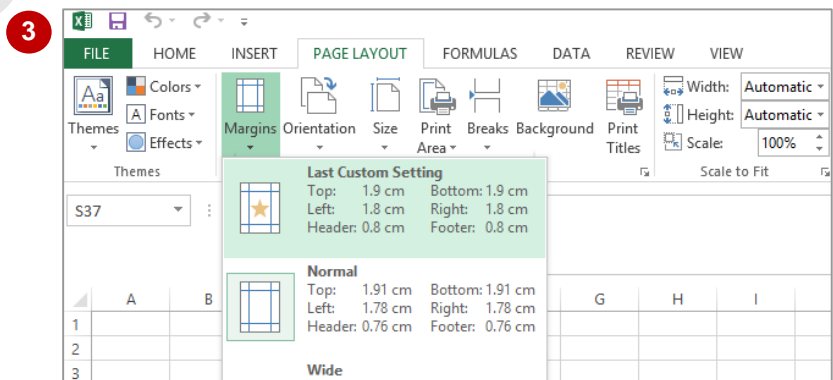 3
FILE HOME INSERT PAGE LAYOUT FORMULAS DATA REVIEW VIEW
Colors
Fonts
Effects
Themes
Margins Orientation Size Print Area Breaks Background Print Titles
Width: Automatic
Height: Automatic
Scale: 100%
Themes
Scale to Fit
Last Custom Setting
Top: 1.9 cm Bottom: 1.9 cm
Left: 1.8 cm Right: 1.8 cm
Header: 0.8 cm Footer: 0.8 cm
S37
Normal
Top: 1.91 cm Bottom: 1.91 cm
Left: 1.78 cm Right: 1.78 cm
Header: 0.76 cm Footer: 0.76 cm
Wide
A B G H I
1
2
3